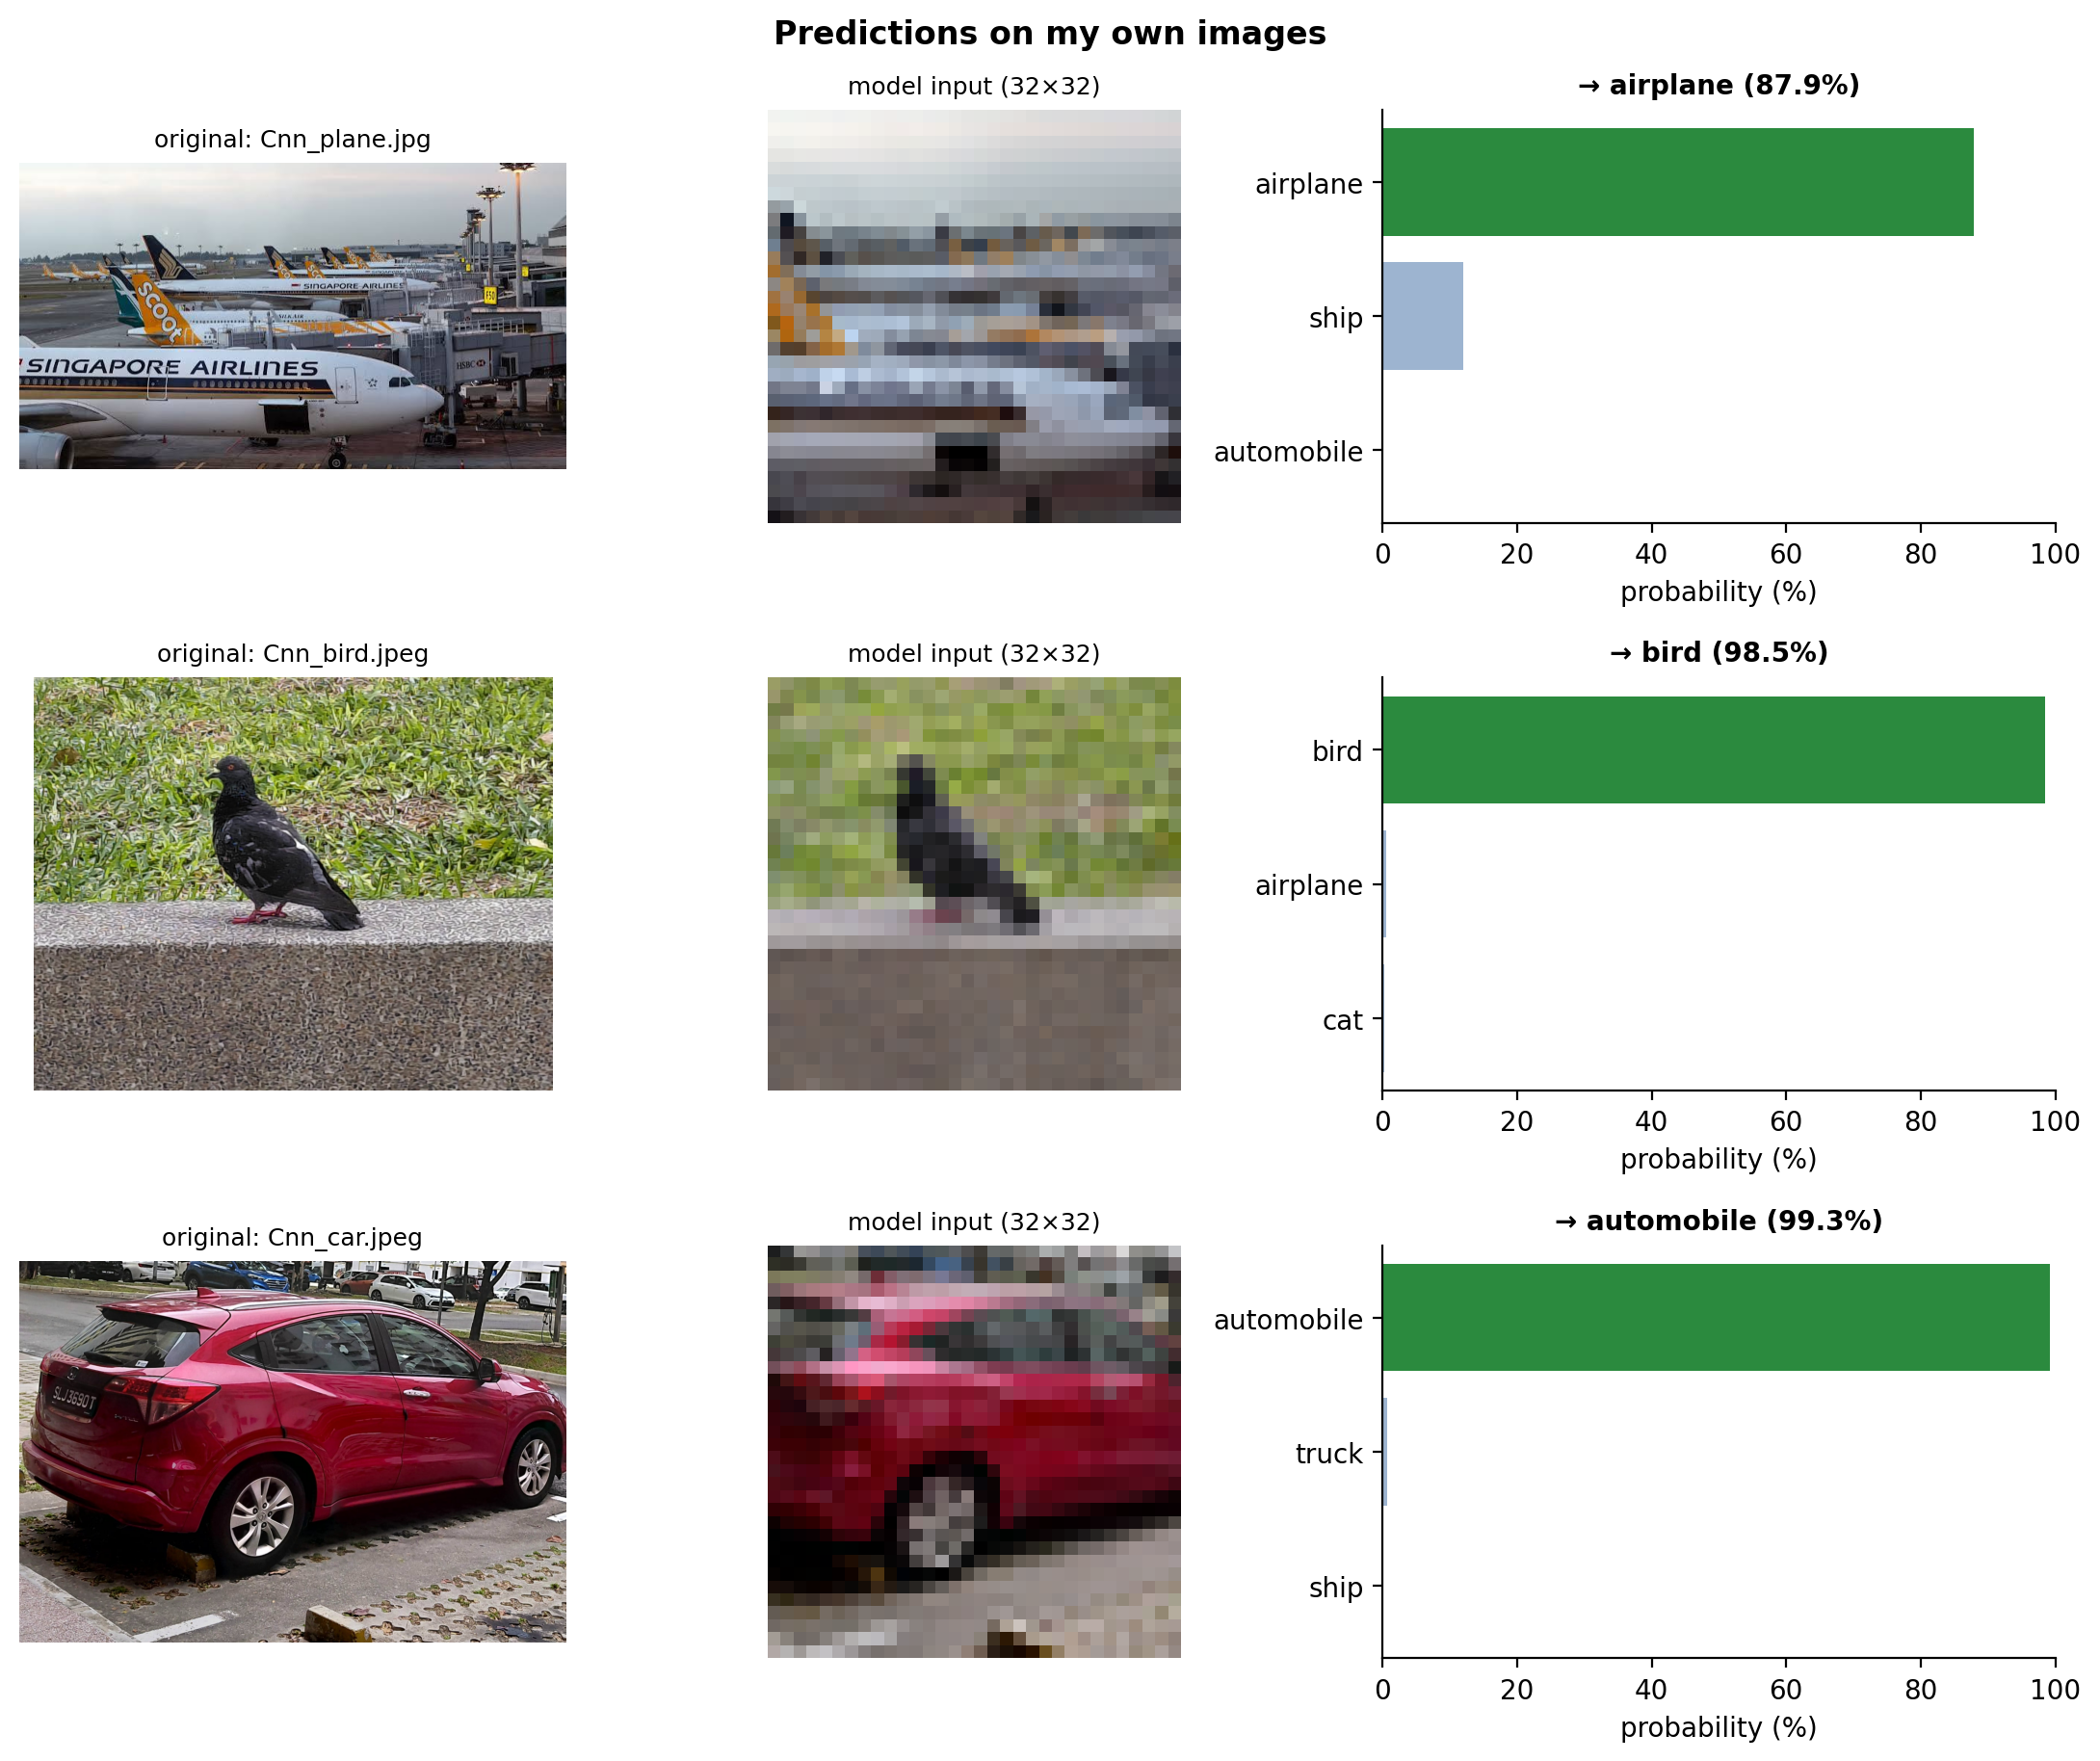 Predictions on my own images
original: Cnn_plane.jpg
SINGAPORE AIRLINES
scoot
F50
SINGAPORE AIRLINES
HSBC
model input (32×32)
→ airplane (87.9%)
airplane
ship
automobile
0 20 40 60 80 100
probability (%)
original: Cnn_bird.jpeg
model input (32×32)
→ bird (98.5%)
bird
airplane
cat
0 20 40 60 80 100
probability (%)
original: Cnn_car.jpeg
SLJ3690T
model input (32×32)
→ automobile (99.3%)
automobile
truck
ship
0 20 40 60 80 100
probability (%)